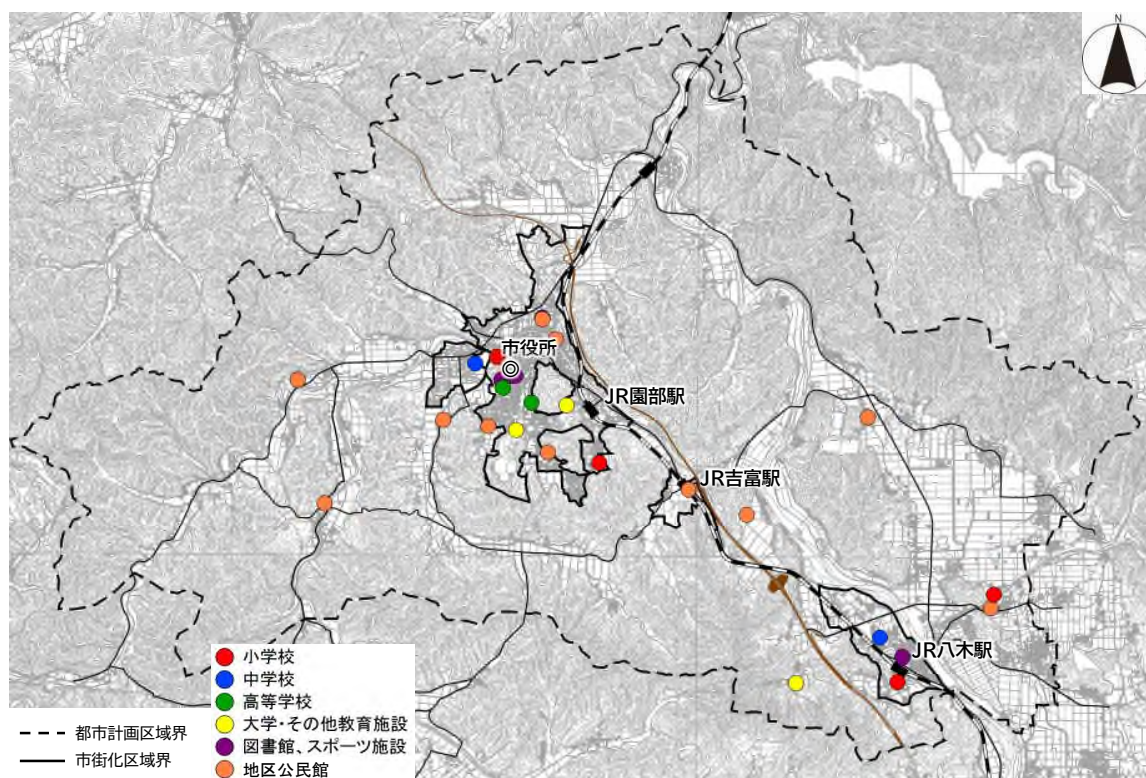 N
市役所
JR園部駅
JR吉富駅
JR八木駅
小学校
中学校
高等学校
大学・その他教育施設
図書館、スポーツ施設
地区公民館
都市計画区域界
市街化区域界